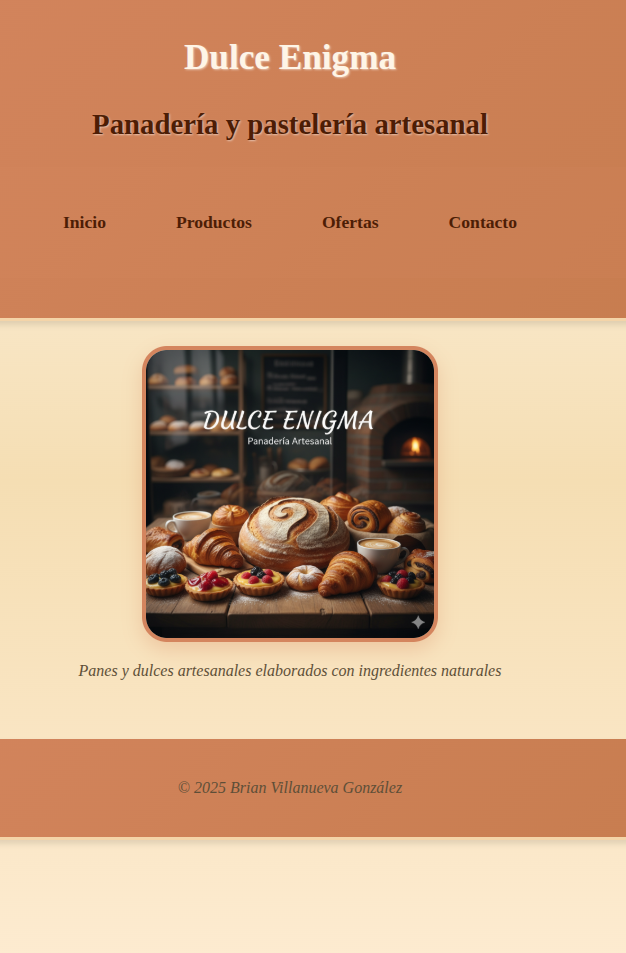 Dulce Enigma
Panadería y pastelería artesanal
Inicio Productos Ofertas Contacto
DULCE ENIGMA
Panadería Artesanal
Panes y dulces artesanales elaborados con ingredientes naturales
© 2025 Brian Villanueva González